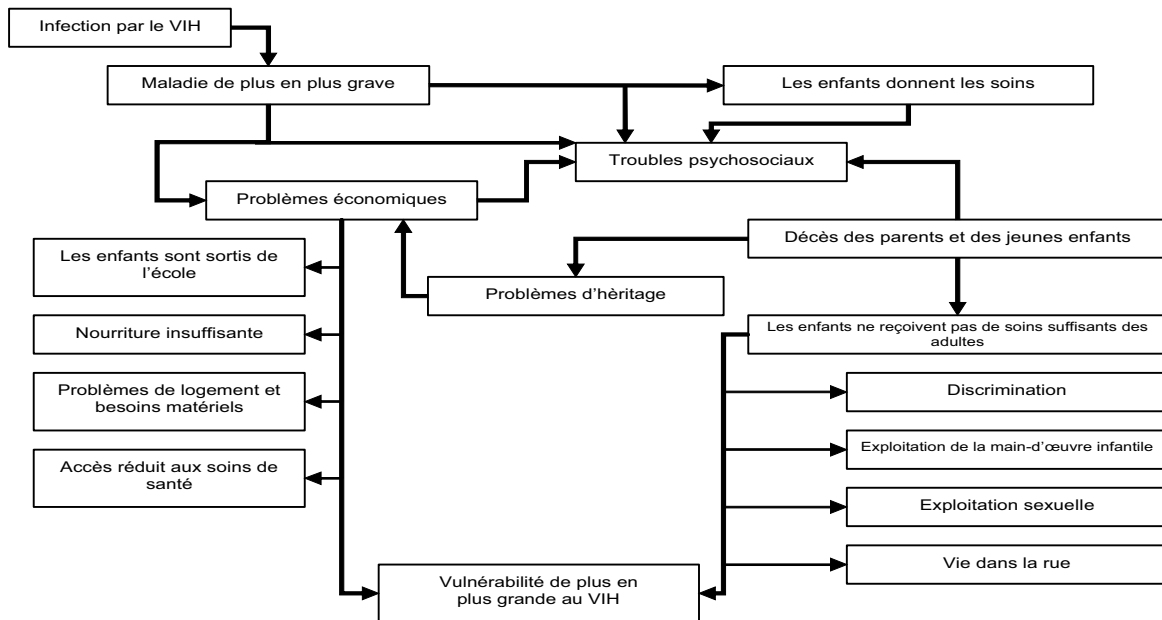 Infection par le VIH
Maladie de plus en plus grave
Les enfants donnent les soins
Troubles psychosociaux
Problèmes économiques
Décès des parents et des jeunes enfants
Les enfants sont sortis de
l’école
Problèmes d’hèritage
Nourriture insuffisante
Les enfants ne reçoivent pas de soins suffisants des
adultes
Problèmes de logement et
besoins matériels
Discrimination
Exploitation de la main-d’œuvre infantile
Accès réduit aux soins de
santé
Exploitation sexuelle
Vie dans la rue
Vulnérabilité de plus en
plus grande au VIH